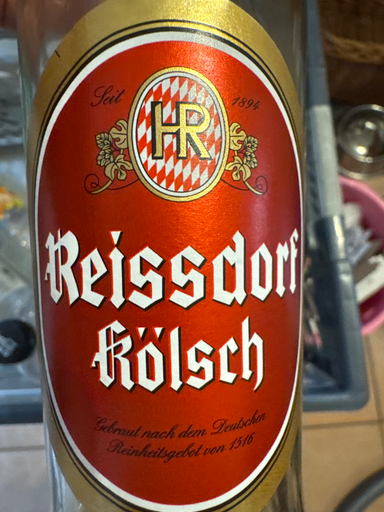 Seit 1894
HR
Reissdorf
Kölsch
Gebraut nach dem Deutschen
Reinheitsgebot von 1516